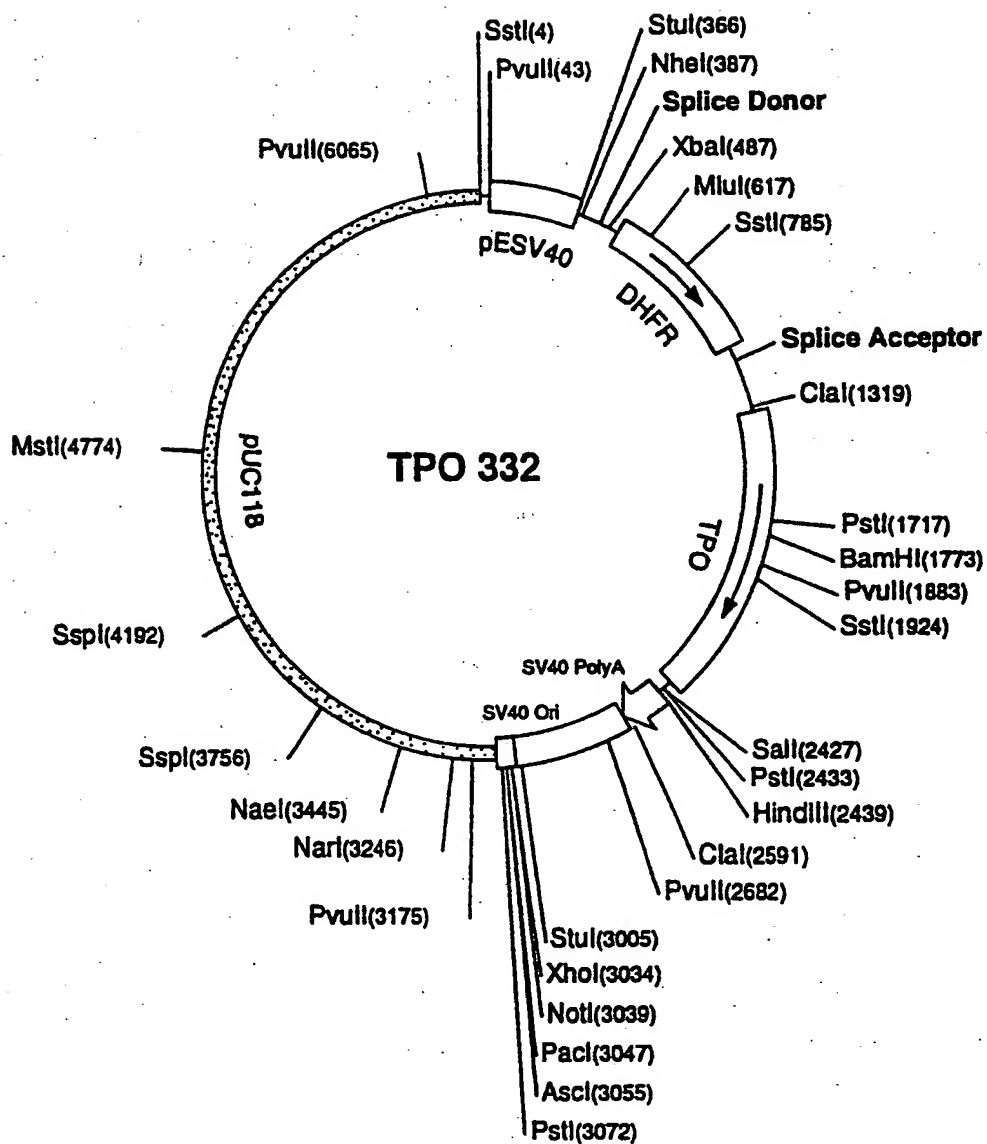 SstI(4)
PvuII(43)
StuI(366)
NheI(387)
Splice Donor
XbaI(487)
MluI(617)
SstI(785)
PvuII(6065)
pESV40
DHFR
Splice Acceptor
ClaI(1319)
MstI(4774)
pUC118
TPO 332
TPO
PstI(1717)
BamHI(1773)
PvuII(1883)
SstI(1924)
SspI(4192)
SV40 PolyA
SV40 Ori
SspI(3756)
NaeI(3445)
NarI(3246)
PvuII(3175)
SalI(2427)
PstI(2433)
HindIII(2439)
ClaI(2591)
PvuII(2682)
StuI(3005)
XhoI(3034)
NotI(3039)
PacI(3047)
AscI(3055)
PstI(3072)